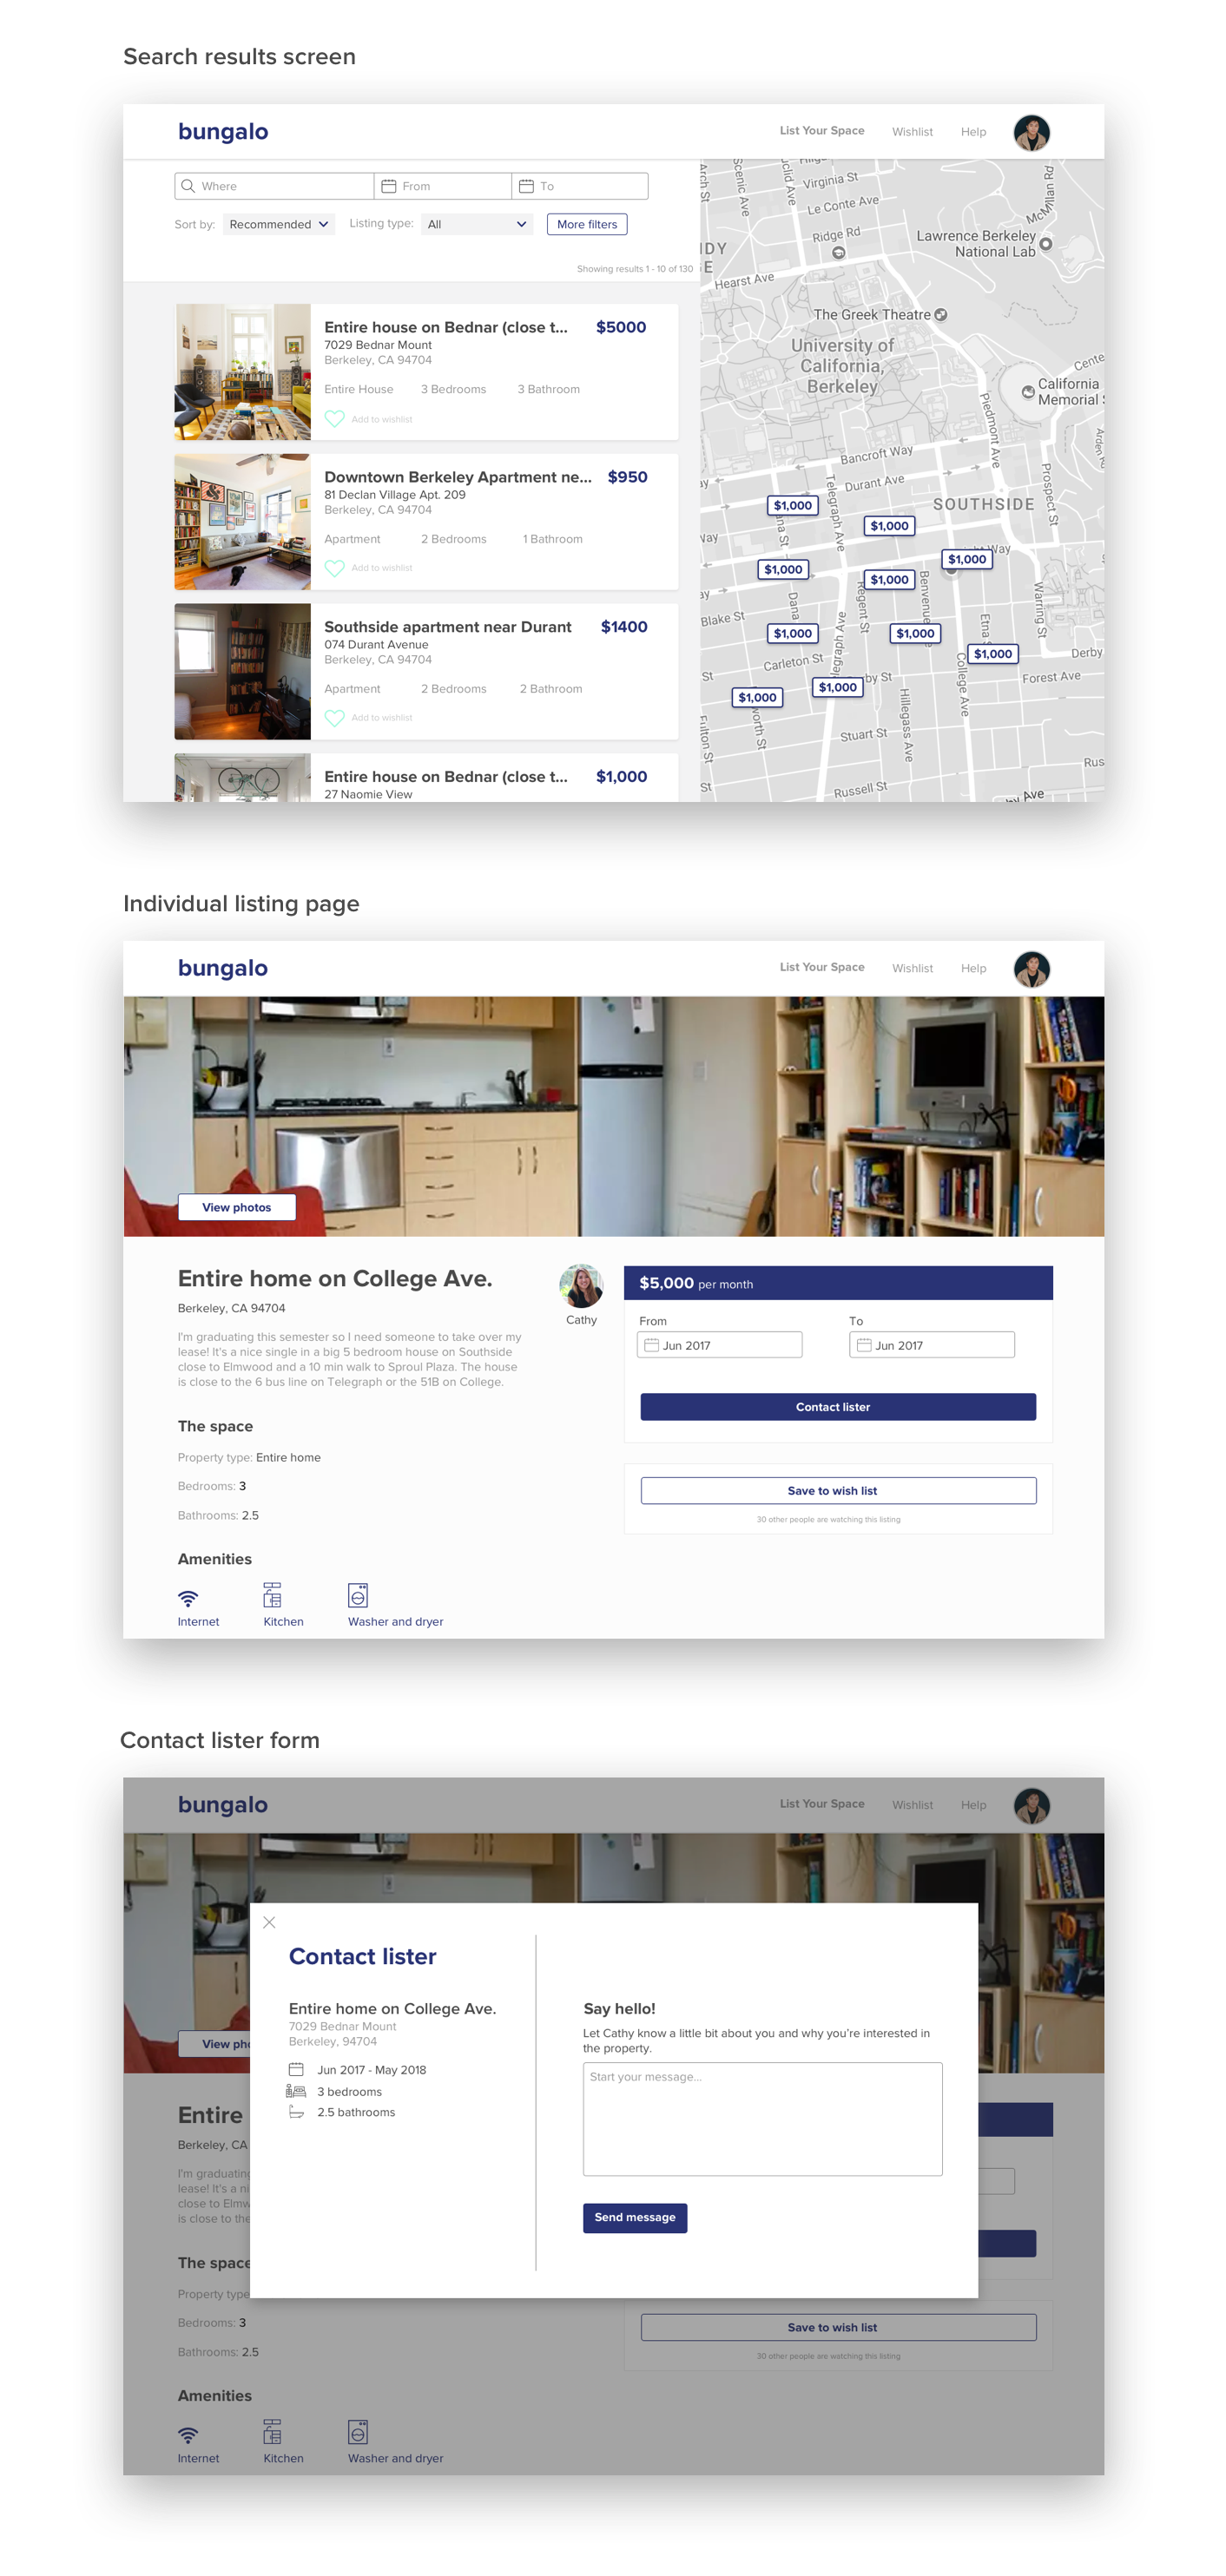 Search results screen
bungalo
List Your Space
Wishlist
Help
Where
From
To
Sort by:
Recommended
Listing type:
All
More filters
Showing results 1 - 10 of 130
Entire house on Bednar (close t...
$5000
7029 Bednar Mount
Berkeley, CA 94704
Entire House
3 Bedrooms
3 Bathroom
Add to wishlist
Downtown Berkeley Apartment ne...
$950
81 Declan Village Apt. 209
Berkeley, CA 94704
Apartment
2 Bedrooms
1 Bathroom
Add to wishlist
Southside apartment near Durant
$1400
074 Durant Avenue
Berkeley, CA 94704
Apartment
2 Bedrooms
2 Bathroom
Add to wishlist
Entire house on Bednar (close t...
$1,000
27 Naomie View
Arch St
Scenic Ave
Virginia St
Le Conte Ave
Ridge Rd
Hearst Ave
McMillan Rd
Lawrence Berkeley
National Lab
The Greek Theatre
University of
California,
Berkeley
California
Memorial
Piedmont Ave
Bancroft Way
Durant Ave
Telegraph Ave
SOUTHSIDE
Prospect St
$1,000
$1,000
$1,000
Way
$1,000
$1,000
Dana
Regent St
Benvenue
Warring St
Blake St
$1,000
$1,000
Etna
$1,000
Carleton St
Derby
Forest Ave
$1,000
$1,000
College Ave
Hillegass Ave
Fulton St
Stuart St
Russell St
Individual listing page
bungalo
List Your Space
Wishlist
Help
View photos
Entire home on College Ave.
Berkeley, CA 94704
I'm graduating this semester so I need someone to take over my
lease! It's a nice single in a big 5 bedroom house on Southside
close to Elmwood and a 10 min walk to Sproul Plaza. The house
is close to the 6 bus line on Telegraph or the 51B on College.
Cathy
$5,000 per month
From
To
Jun 2017
Jun 2017
Contact lister
Save to wish list
30 other people are watching this listing
The space
Property type: Entire home
Bedrooms: 3
Bathrooms: 2.5
Amenities
Internet
Kitchen
Washer and dryer
Contact lister form
bungalo
List Your Space
Wishlist
Help
View pho
Contact lister
Entire home on College Ave.
7029 Bednar Mount
Berkeley, 94704
Jun 2017 - May 2018
3 bedrooms
2.5 bathrooms
Say hello!
Let Cathy know a little bit about you and why you're interested in
the property.
Start your message...
Send message
Entire
Berkeley, CA
I'm graduating
lease! It's a ni
close to Elmw
is close to the
The space
Property type
Bedrooms: 3
Bathrooms: 2.5
Save to wish list
30 other people are watching this listing
Amenities
Internet
Kitchen
Washer and dryer